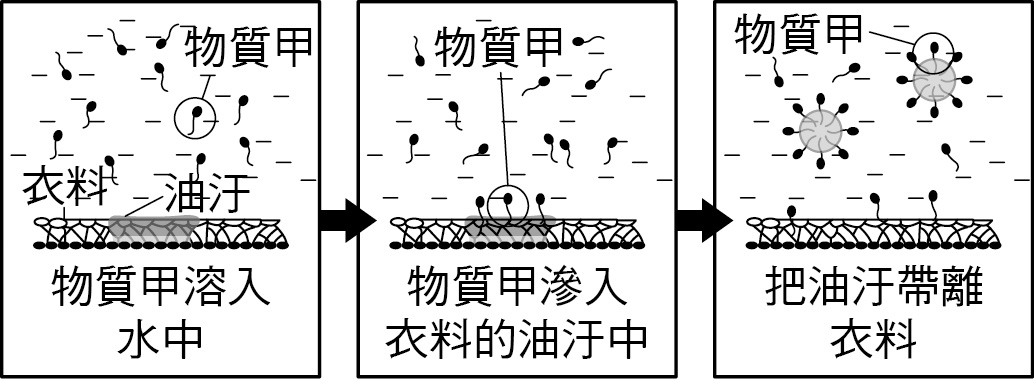 物質甲
衣料
油汙
物質甲溶入
水中
物質甲
物質甲滲入
衣料的油汙中
物質甲
把油汙帶離
衣料